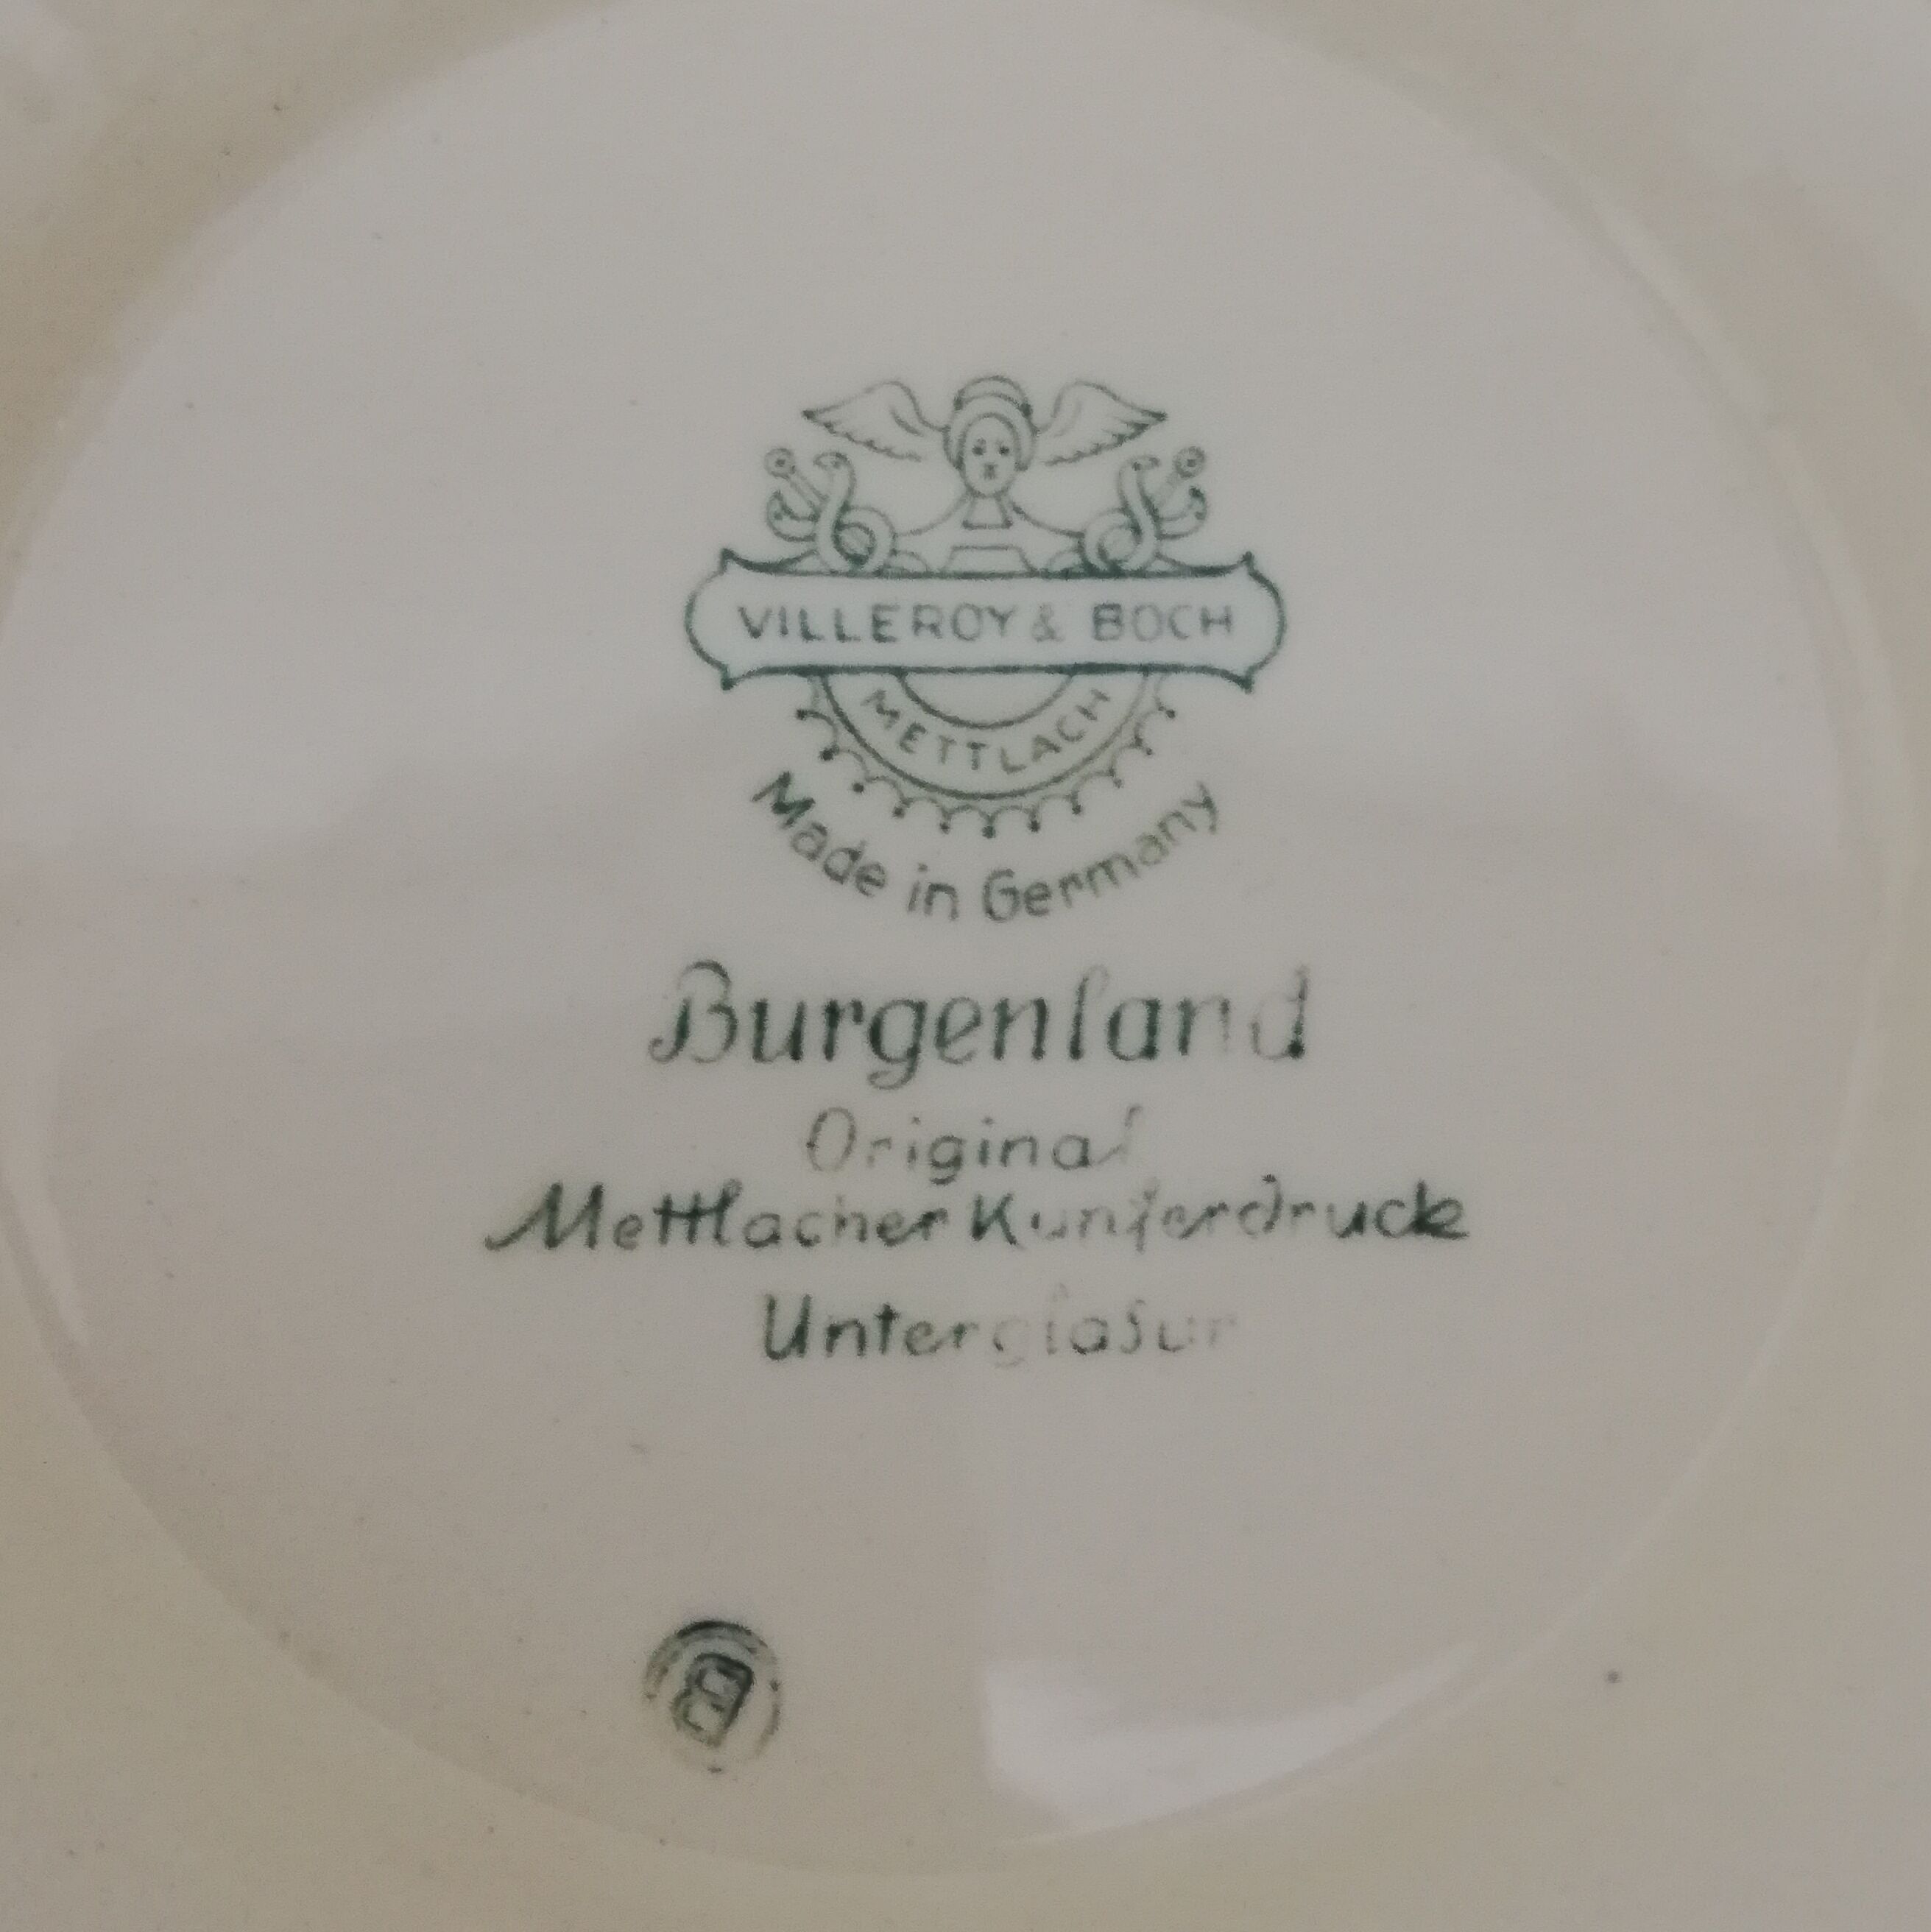 VILLEROY & BOCH
METTLACH
Made in Germany
Burgenland
Original
Mettlacher Kupferdruck
Unterglasur
B